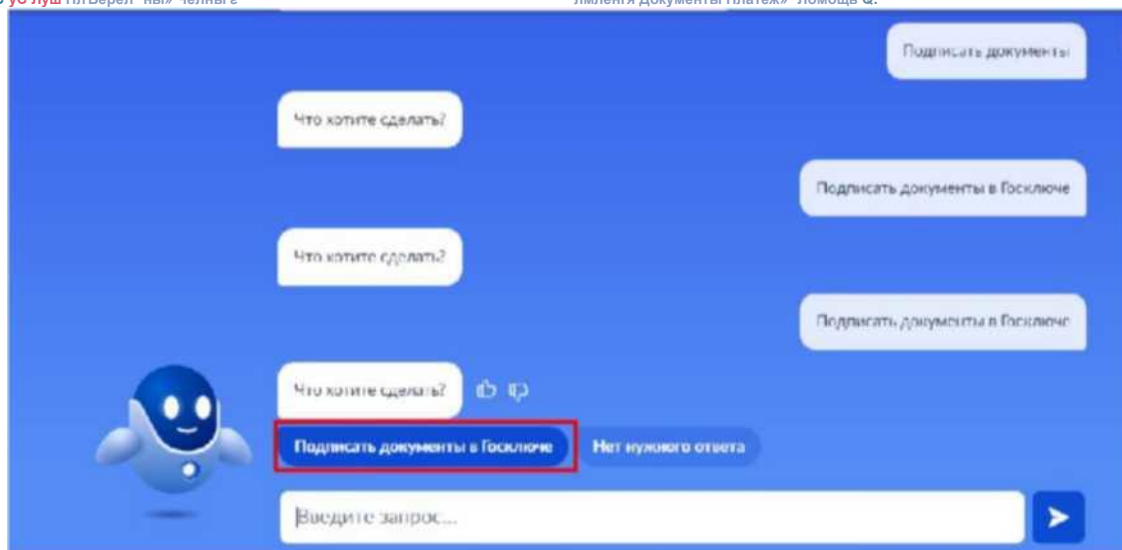 Документы
Подписать документы
Что хотите сделать?
Подписать документы в Госключе
Что хотите сделать?
Подписать документы в Госключе
Что хотите сделать?
Подписать документы в Госключе Нет нужного ответа
Введите запрос...